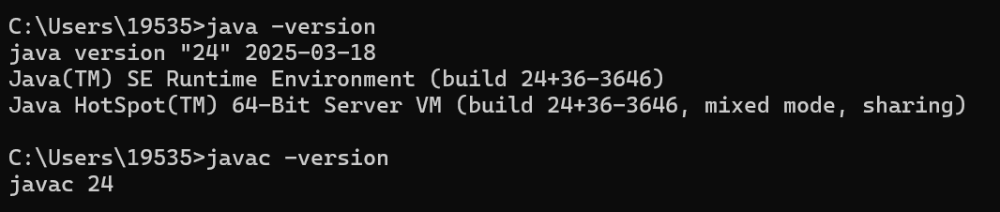 C:\Users\19535>java -version
java version "24" 2025-03-18
Java(TM) SE Runtime Environment (build 24+36-3646)
Java HotSpot(TM) 64-Bit Server VM (build 24+36-3646, mixed mode, sharing)
C:\Users\19535>javac -version
javac 24